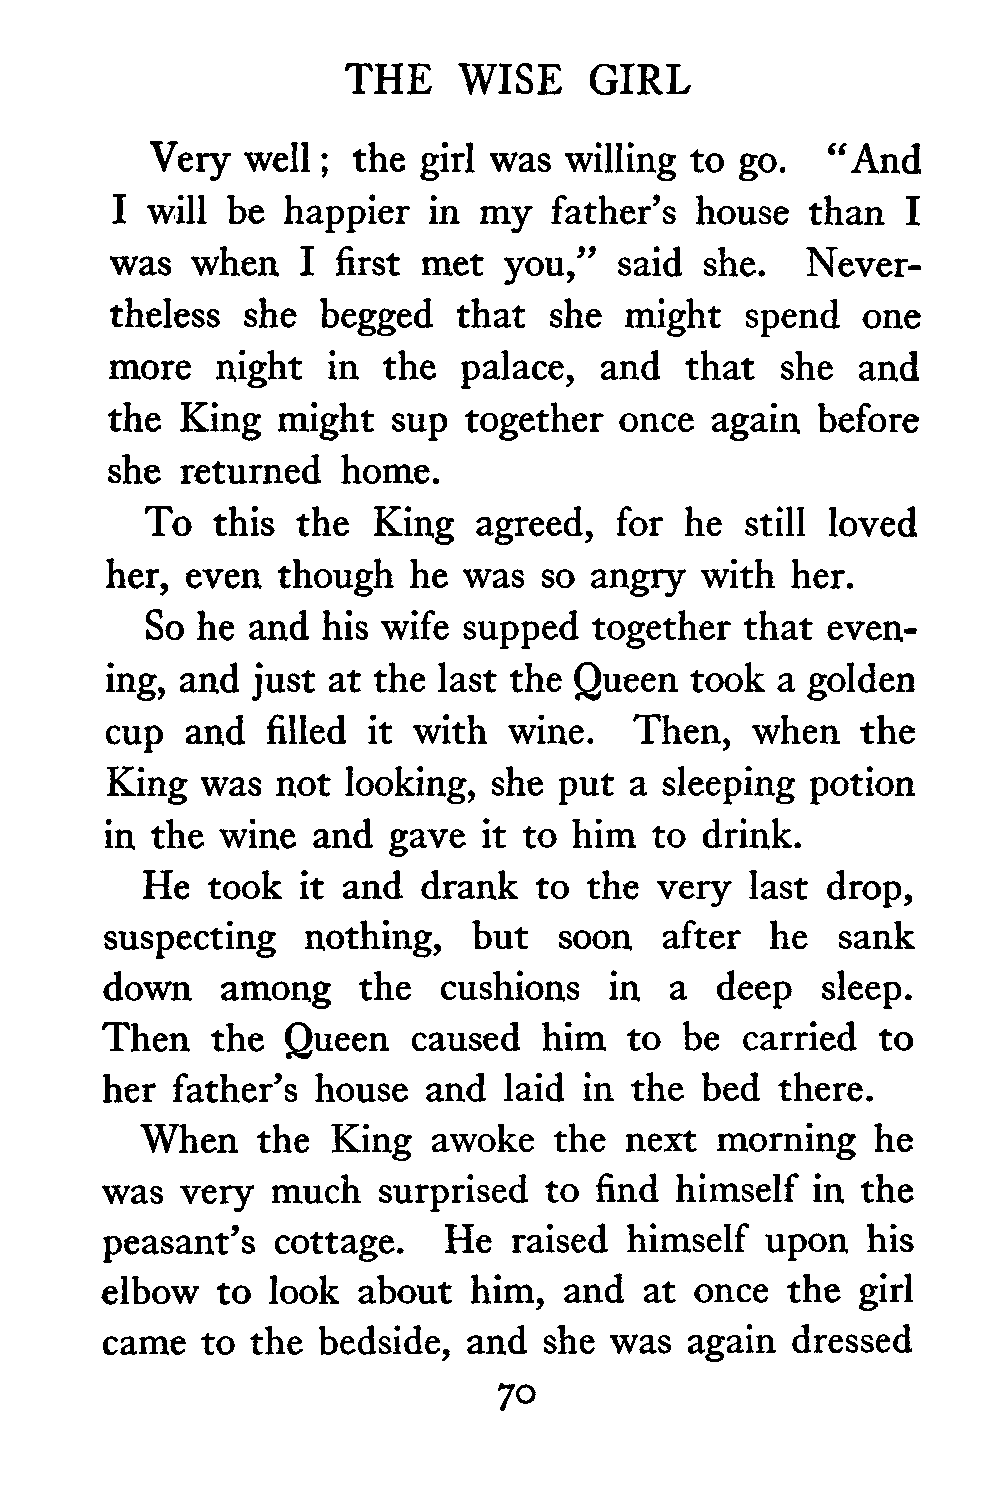 THE WISE GIRL
Very well; the girl was willing to go. “And
I will be happier in my father’s house than I
was when I first met you,” said she. Never-
theless she begged that she might spend one
more night in the palace, and that she and
the King might sup together once again before
she returned home.
To this the King agreed, for he still loved
her, even though he was so angry with her.
So he and his wife supped together that even-
ing, and just at the last the Queen took a golden
cup and filled it with wine. Then, when the
King was not looking, she put a sleeping potion
in the wine and gave it to him to drink.
He took it and drank to the very last drop,
suspecting nothing, but soon after he sank
down among the cushions in a deep sleep.
Then the Queen caused him to be carried to
her father’s house and laid in the bed there.
When the King awoke the next morning he
was very much surprised to find himself in the
peasant’s cottage. He raised himself upon his
elbow to look about him, and at once the girl
came to the bedside, and she was again dressed
70